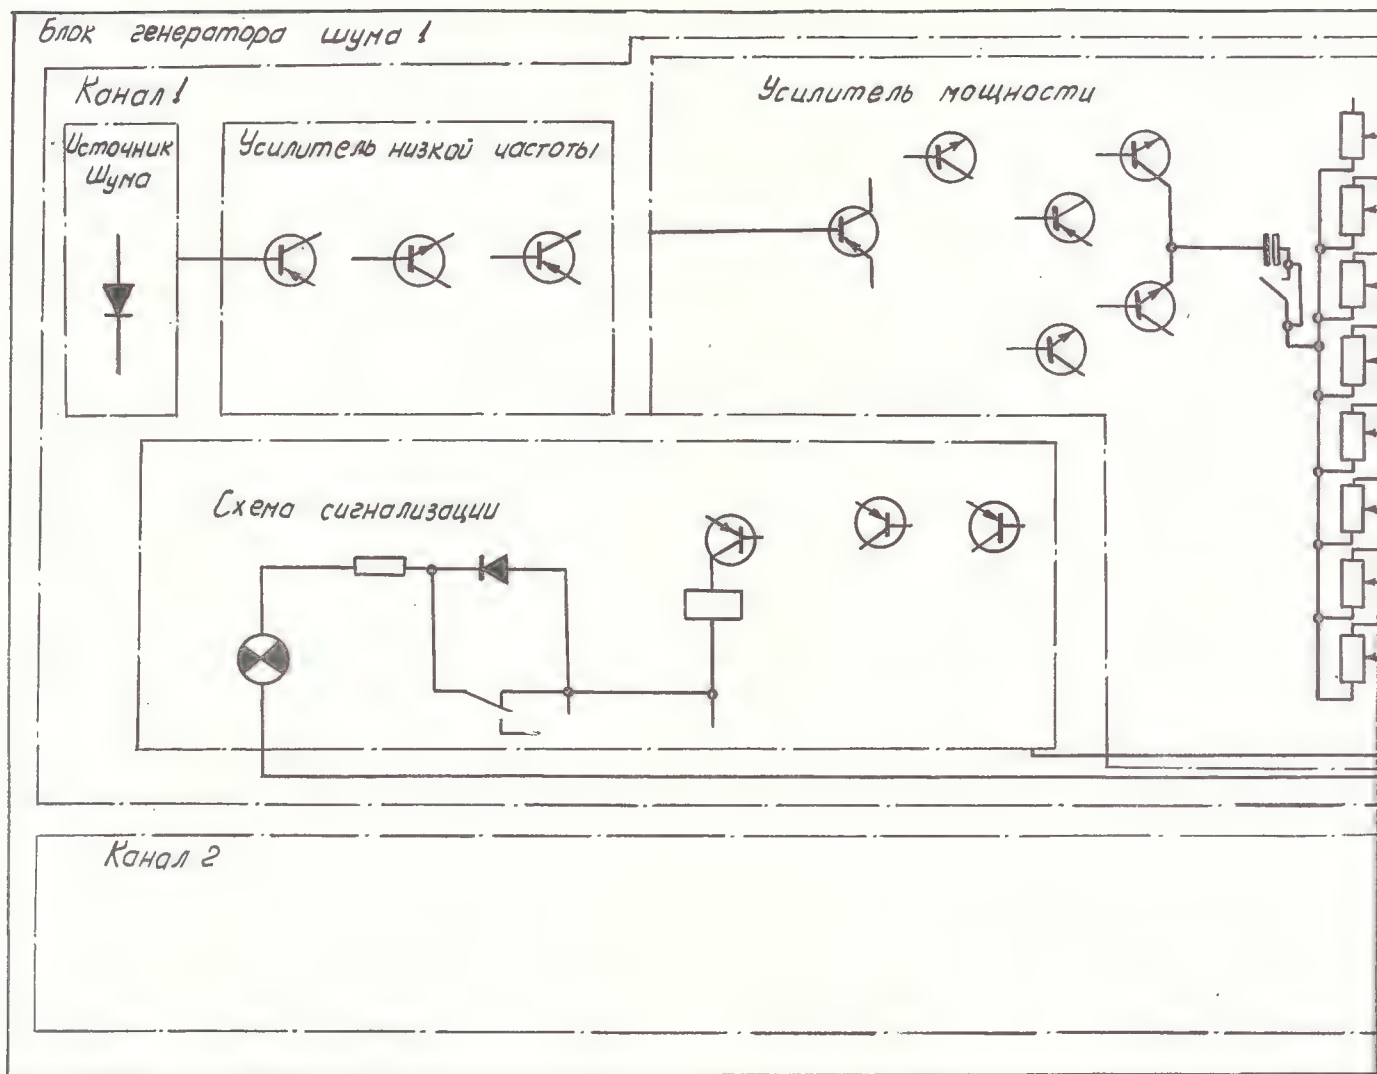 Блок генератора шума 1
Канал 1
Усилитель мощности
Источник
Шума
Усилитель низкой частоты
Схема сигнализации
Канал 2